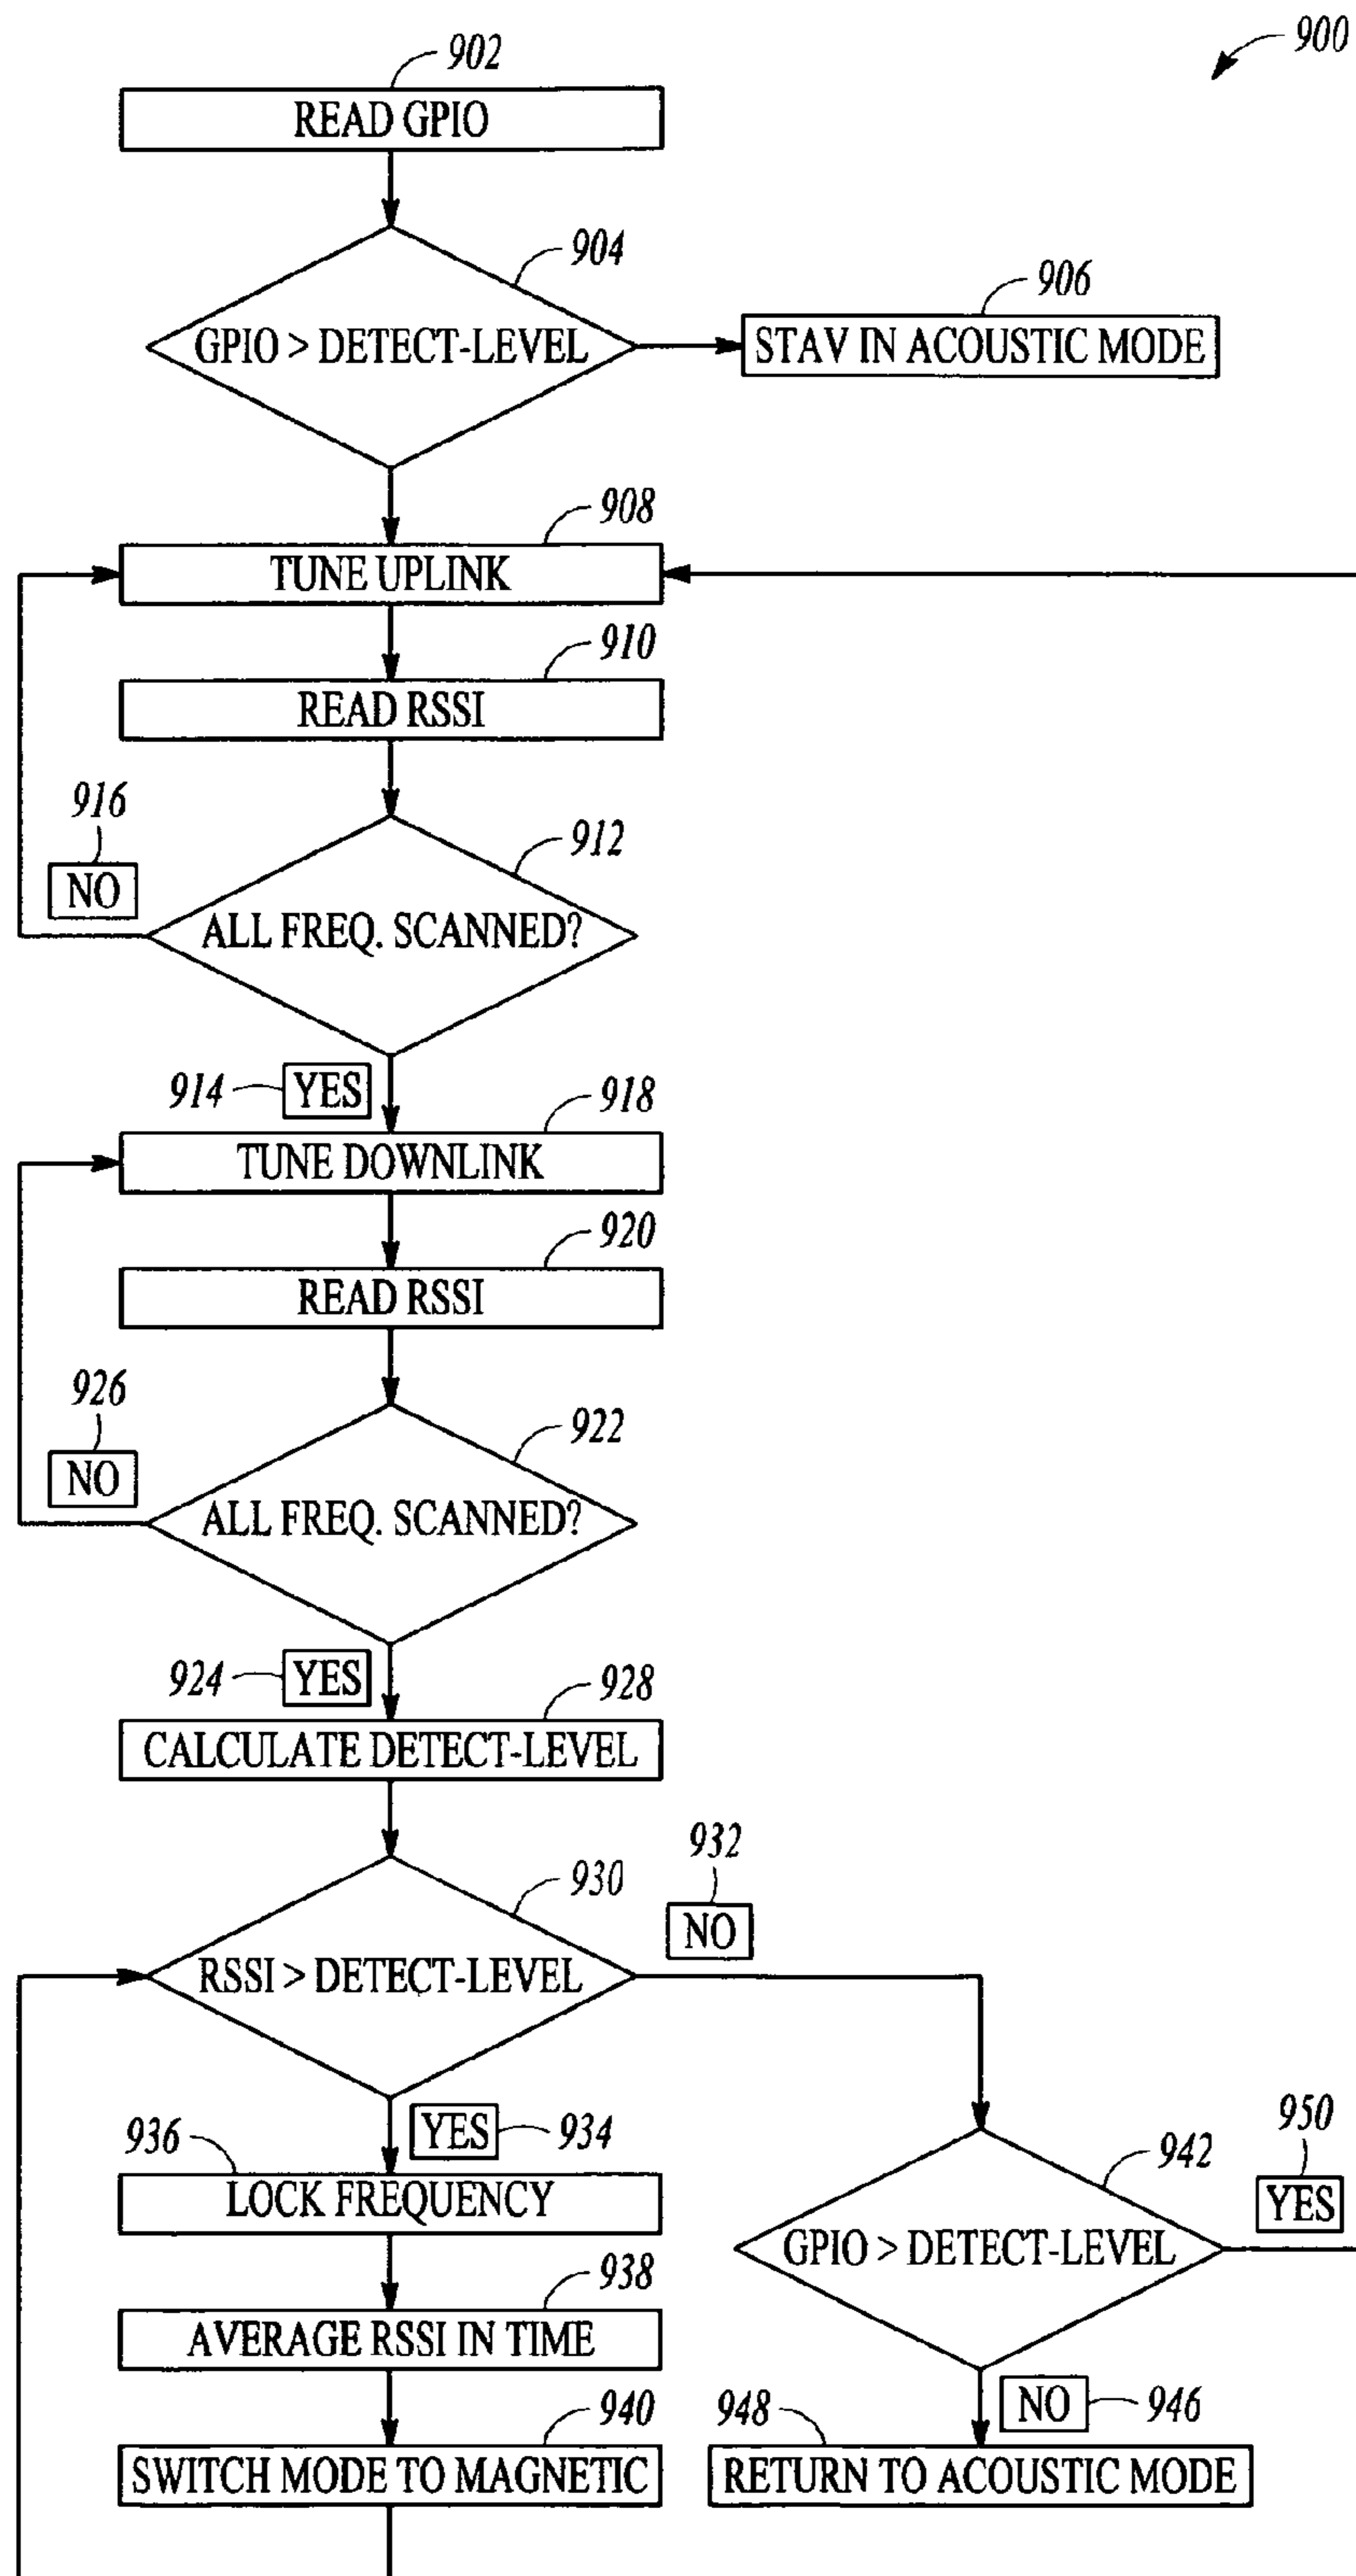 900
902
READ GPIO
904
GPIO > DETECT-LEVEL
906
STAV IN ACOUSTIC MODE
908
TUNE UPLINK
910
READ RSSI
912
916
NO
ALL FREQ. SCANNED?
914
YES
918
TUNE DOWNLINK
920
READ RSSI
922
926
NO
ALL FREQ. SCANNED?
924
YES
928
CALCULATE DETECT-LEVEL
930
932
NO
RSSI > DETECT-LEVEL
YES
934
936
LOCK FREQUENCY
942
950
YES
GPIO > DETECT-LEVEL
938
AVERAGE RSSI IN TIME
940
SWITCH MODE TO MAGNETIC
NO
946
948
RETURN TO ACOUSTIC MODE